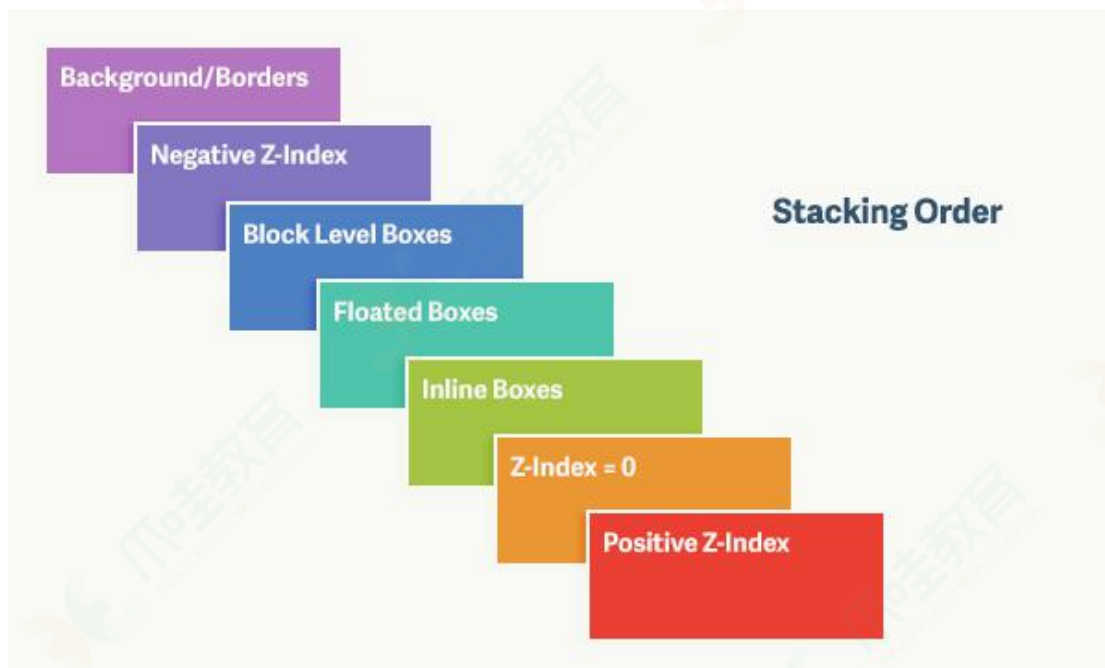 Background/Borders
Negative Z-Index
Stacking Order
Block Level Boxes
Floated Boxes
Inline Boxes
Z-Index = 0
Positive Z-Index